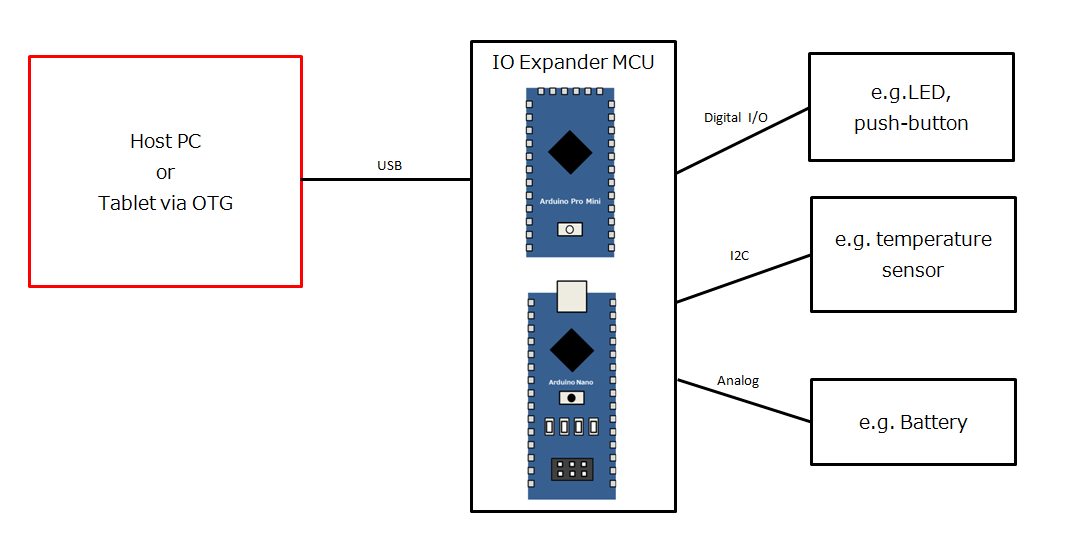 Host PC
or
Tablet via OTG
USB
IO Expander MCU
Arduino Pro Mini
Arduino Nano
Digital I/O
e.g.LED,
push-button
I2C
e.g. temperature
sensor
Analog
e.g. Battery